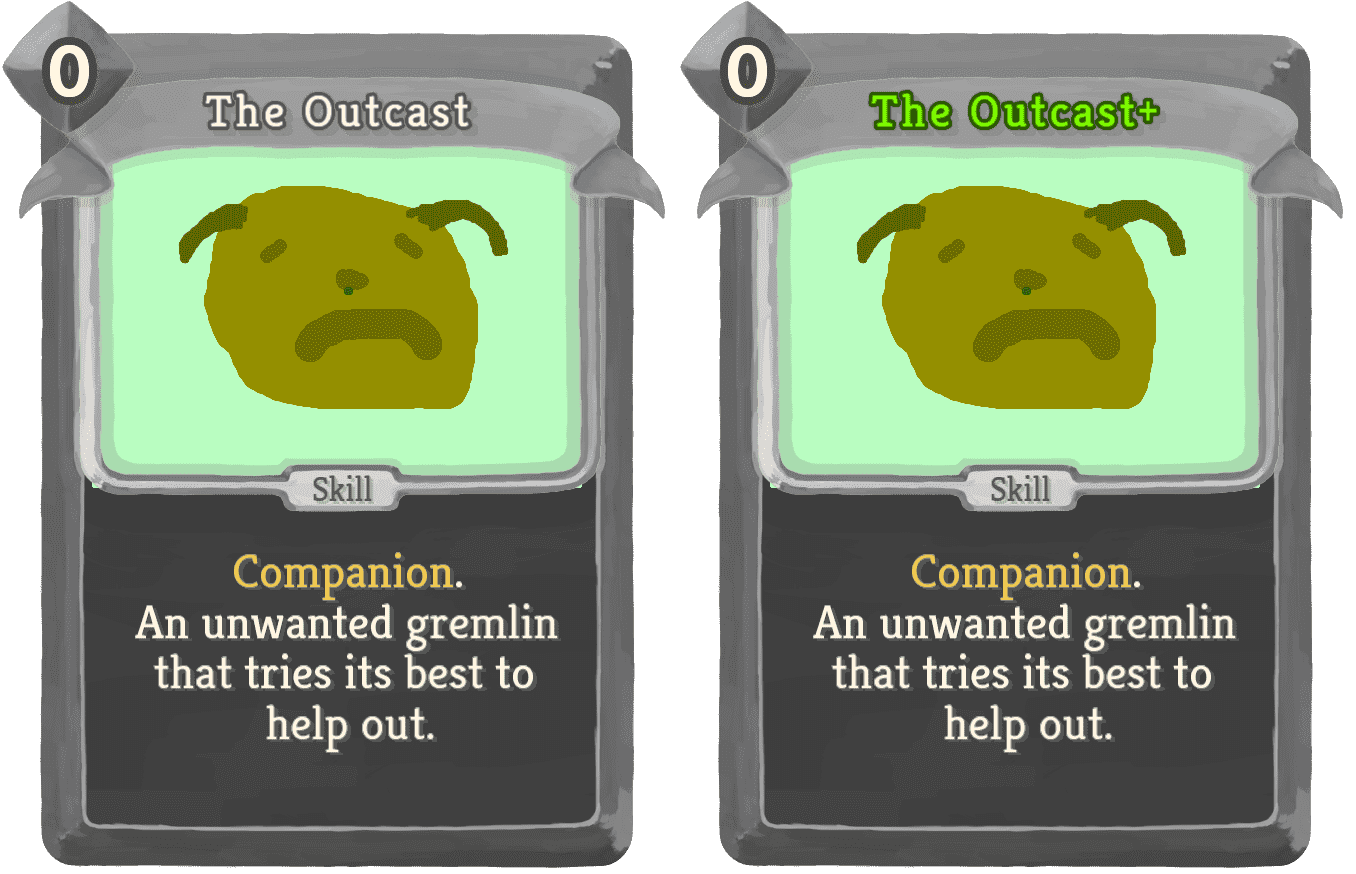 0
The Outcast
Skill
Companion.
An unwanted gremlin
that tries its best to
help out.
0
The Outcast+
Skill
Companion.
An unwanted gremlin
that tries its best to
help out.